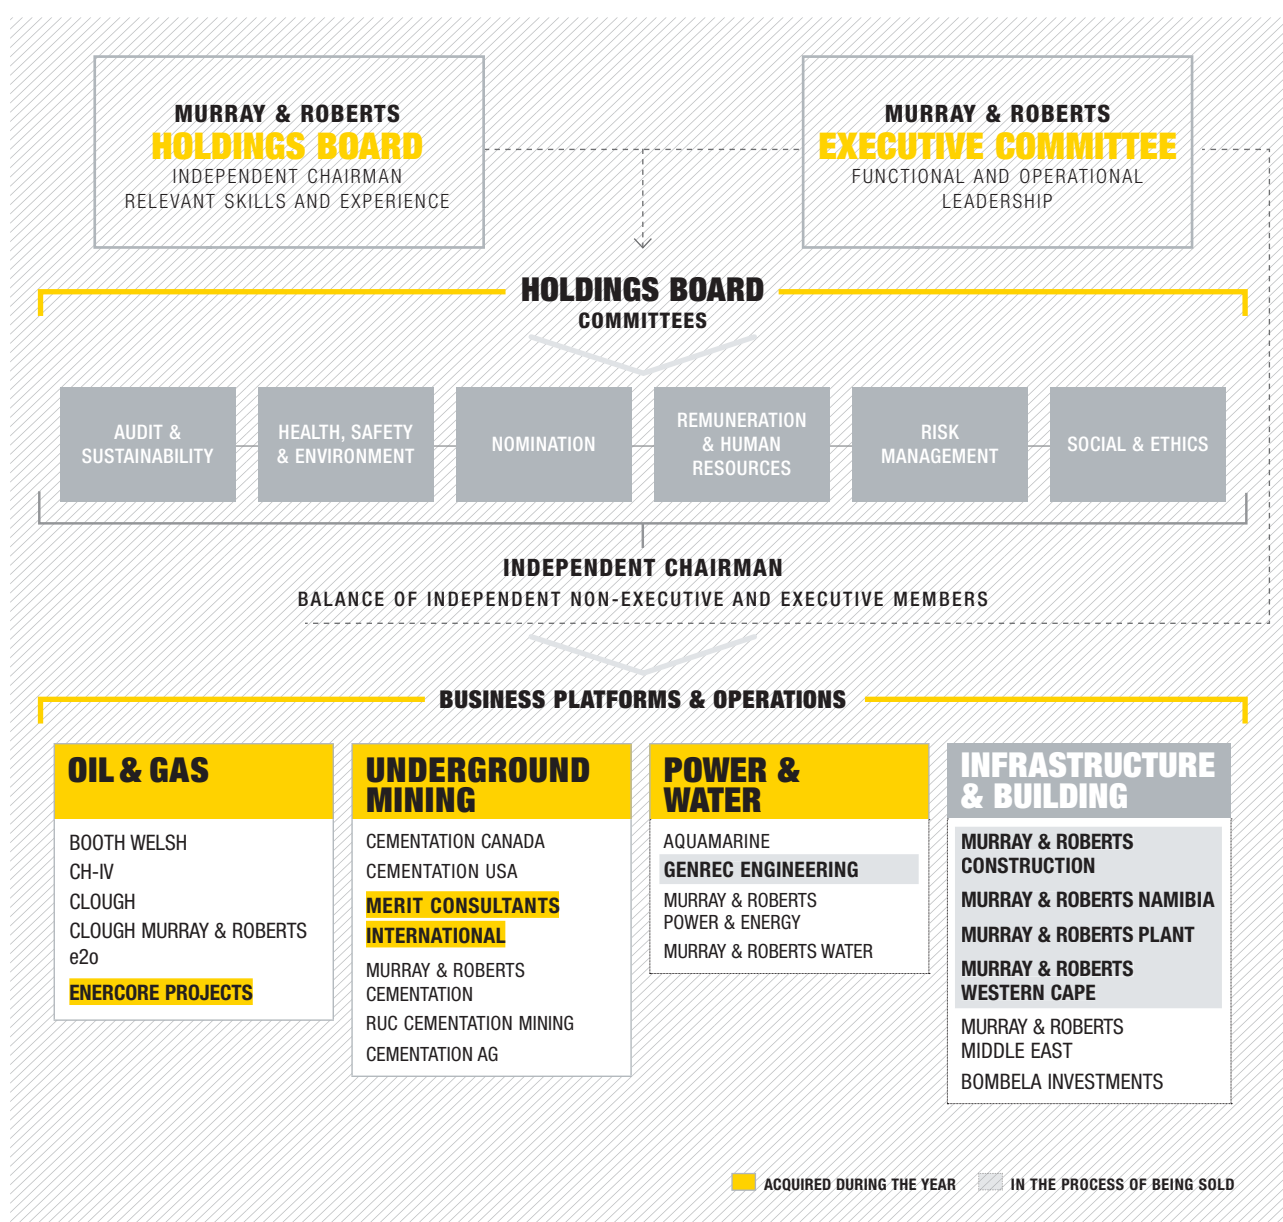 MURRAY & ROBERTS
HOLDINGS BOARD
INDEPENDENT CHAIRMAN
RELEVANT SKILLS AND EXPERIENCE
MURRAY & ROBERTS
EXECUTIVE COMMITTEE
FUNCTIONAL AND OPERATIONAL
LEADERSHIP
HOLDINGS BOARD
COMMITTEES
AUDIT &
SUSTAINABILITY
HEALTH, SAFETY
& ENVIRONMENT
NOMINATION
REMUNERATION
& HUMAN
RESOURCES
RISK
MANAGEMENT
SOCIAL & ETHICS
INDEPENDENT CHAIRMAN
BALANCE OF INDEPENDENT NON-EXECUTIVE AND EXECUTIVE MEMBERS
BUSINESS PLATFORMS & OPERATIONS
OIL & GAS
BOOTH WELSH
CH-IV
CLOUGH
CLOUGH MURRAY & ROBERTS
e2o
ENERCORE PROJECTS
UNDERGROUND
MINING
CEMENTATION CANADA
CEMENTATION USA
MERIT CONSULTANTS
INTERNATIONAL
MURRAY & ROBERTS
CEMENTATION
RUC CEMENTATION MINING
CEMENTATION AG
POWER &
WATER
AQUAMARINE
GENREC ENGINEERING
MURRAY & ROBERTS
POWER & ENERGY
MURRAY & ROBERTS WATER
INFRASTRUCTURE
& BUILDING
MURRAY & ROBERTS
CONSTRUCTION
MURRAY & ROBERTS NAMIBIA
MURRAY & ROBERTS PLANT
MURRAY & ROBERTS
WESTERN CAPE
MURRAY & ROBERTS
MIDDLE EAST
BOMBELA INVESTMENTS
ACQUIRED DURING THE YEAR
IN THE PROCESS OF BEING SOLD